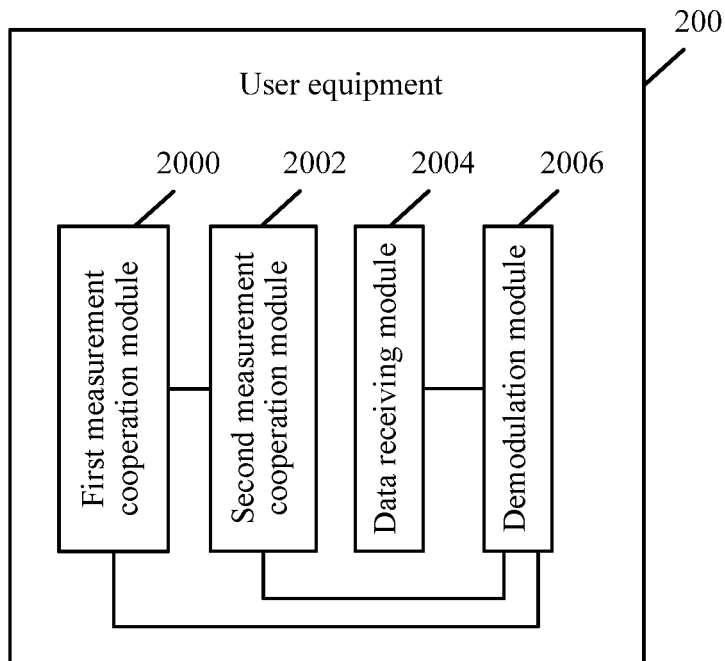 200
User equipment
2000
2002
2004
2006
First measurement
cooperation module
Second measurement
cooperation module
Data receiving module
Demodulation module